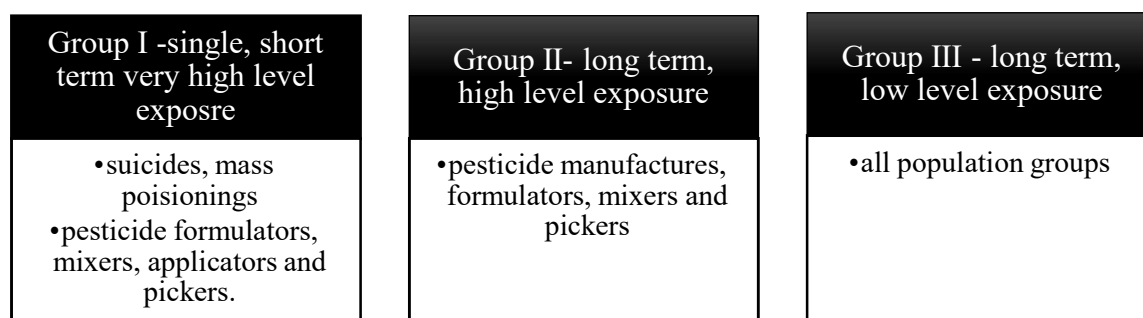 Group I -single, short
term very high level
exposre
•suicides, mass
poisionings
•pesticide formulators,
mixers, applicators and
pickers.
Group II- long term,
high level exposure
•pesticide manufactures,
formulators, mixers and
pickers
Group III - long term,
low level exposure
•all population groups